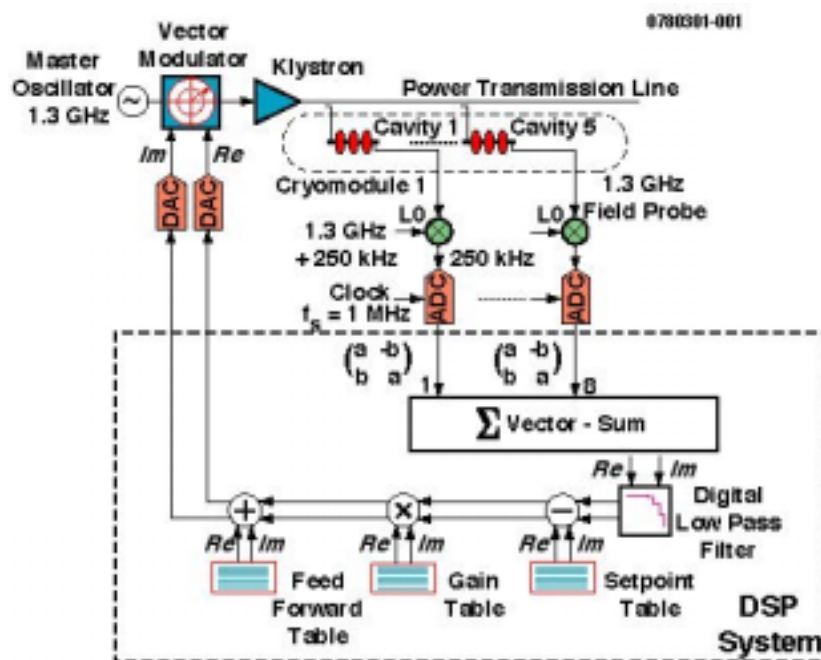 0780301-001
Vector
Modulator
Master
Oscillator
1.3 GHz
Klystron
Power Transmission Line
Cavity 1
Cavity 5
Im
Re
Cryomodule 1
1.3 GHz
Field Probe
DAC
DAC
LO
LO
1.3 GHz
+ 250 kHz
250 kHz
Clock
fs = 1 MHz
ADC
ADC
(a -b
b a)
(a -b
b a)
1
8
Σ Vector - Sum
Re
Im
Digital
Low Pass
Filter
Re
Im
Re
Im
Re
Im
Feed
Forward
Table
Gain
Table
Setpoint
Table
DSP
System